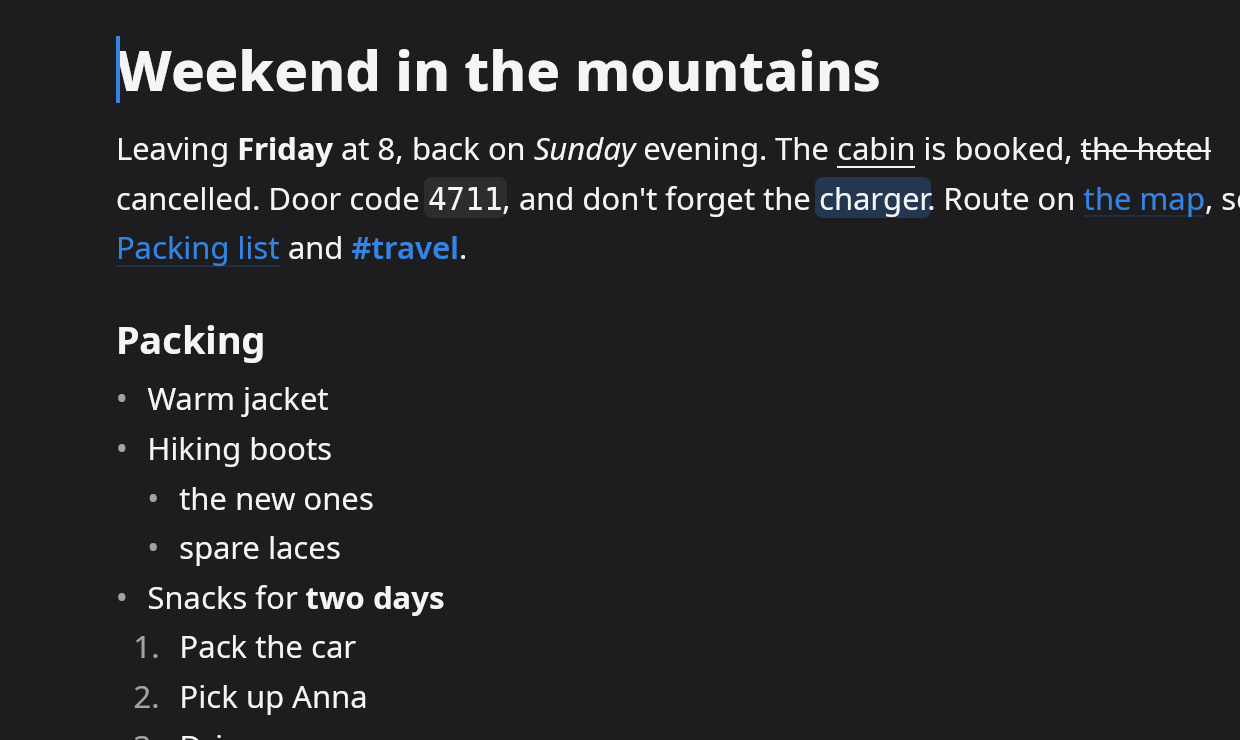 Weekend in the mountains
Leaving Friday at 8, back on Sunday evening. The cabin is booked, the hotel
cancelled. Door code 4711, and don't forget the charger. Route on the map,
Packing list and #travel.
Packing
• Warm jacket
• Hiking boots
• the new ones
• spare laces
• Snacks for two days
1. Pack the car
2. Pick up Anna